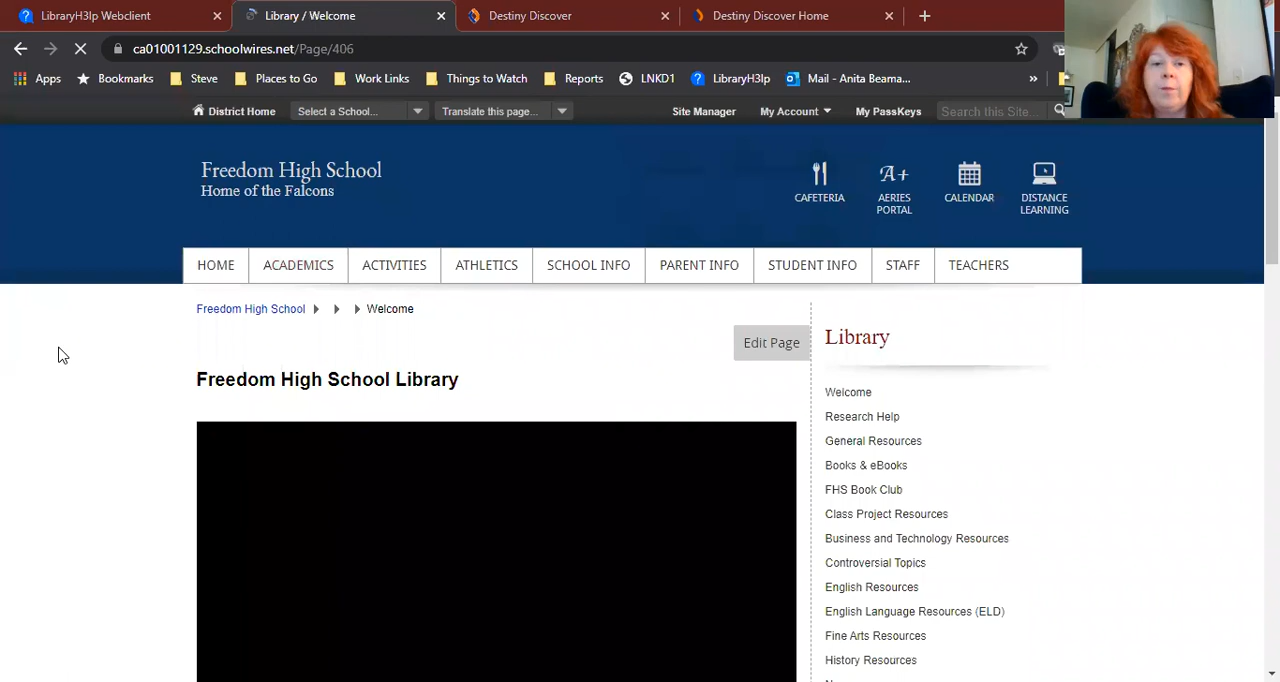 LibraryH3lp Webclient
Library / Welcome
Destiny Discover
Destiny Discover Home
ca01001129.schoolwires.net/Page/406
Apps
Bookmarks
Steve
Places to Go
Work Links
Things to Watch
Reports
LNKD1
LibraryH3lp
Mail - Anita Beama...
»
District Home
Select a School...
Translate this page...
Site Manager
My Account
My PassKeys
Search this Site...
Freedom High School
Home of the Falcons
CAFETERIA
A+
AERIES
PORTAL
CALENDAR
DISTANCE
LEARNING
HOME
ACADEMICS
ACTIVITIES
ATHLETICS
SCHOOL INFO
PARENT INFO
STUDENT INFO
STAFF
TEACHERS
Freedom High School
Welcome
Edit Page
Freedom High School Library
Library
Welcome
Research Help
General Resources
Books & eBooks
FHS Book Club
Class Project Resources
Business and Technology Resources
Controversial Topics
English Resources
English Language Resources (ELD)
Fine Arts Resources
History Resources